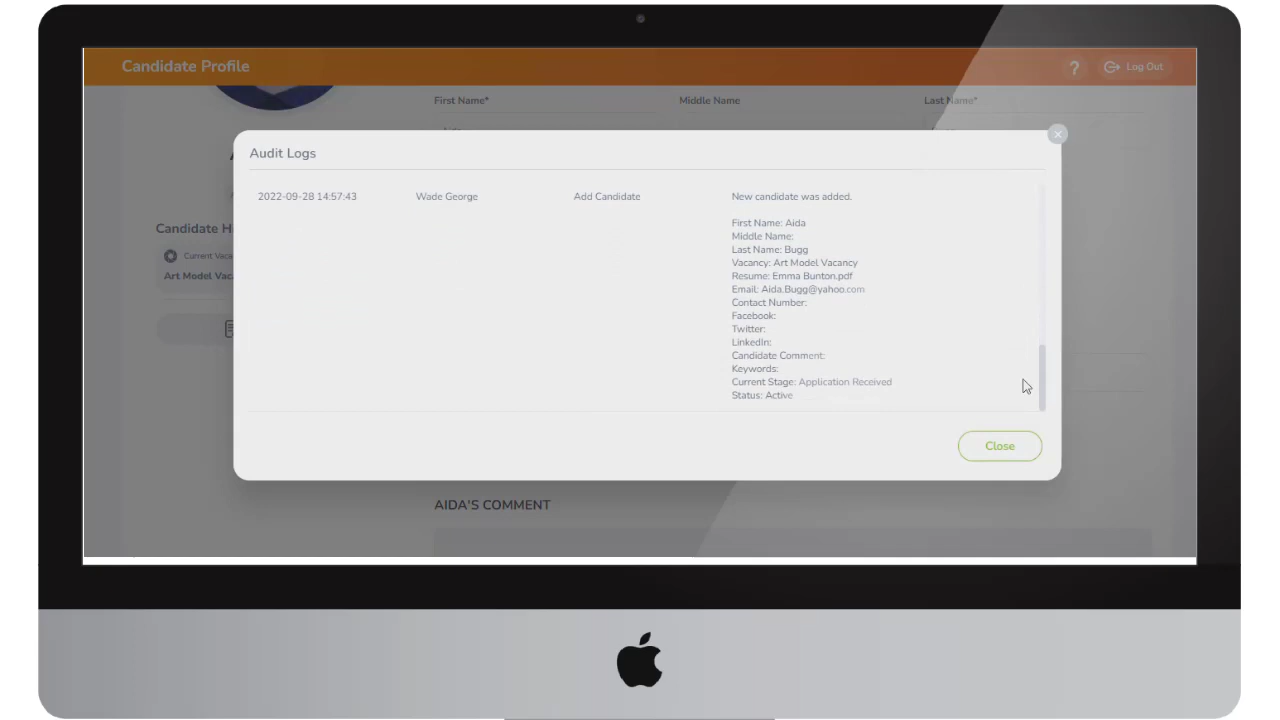 Candidate Profile
? Log Out
First Name* Middle Name Last Name*
Audit Logs
2022-09-28 14:57:43 Wade George Add Candidate New candidate was added.
First Name: Aida
Middle Name:
Last Name: Bugg
Vacancy: Art Model Vacancy
Resume: Emma Bunton.pdf
Email: Aida.Bugg@yahoo.com
Contact Number:
Facebook:
Twitter:
LinkedIn:
Candidate Comment:
Keywords:
Current Stage: Application Received
Status: Active
Candidate H
Current Vaca
Art Model Vac
Close
AIDA'S COMMENT